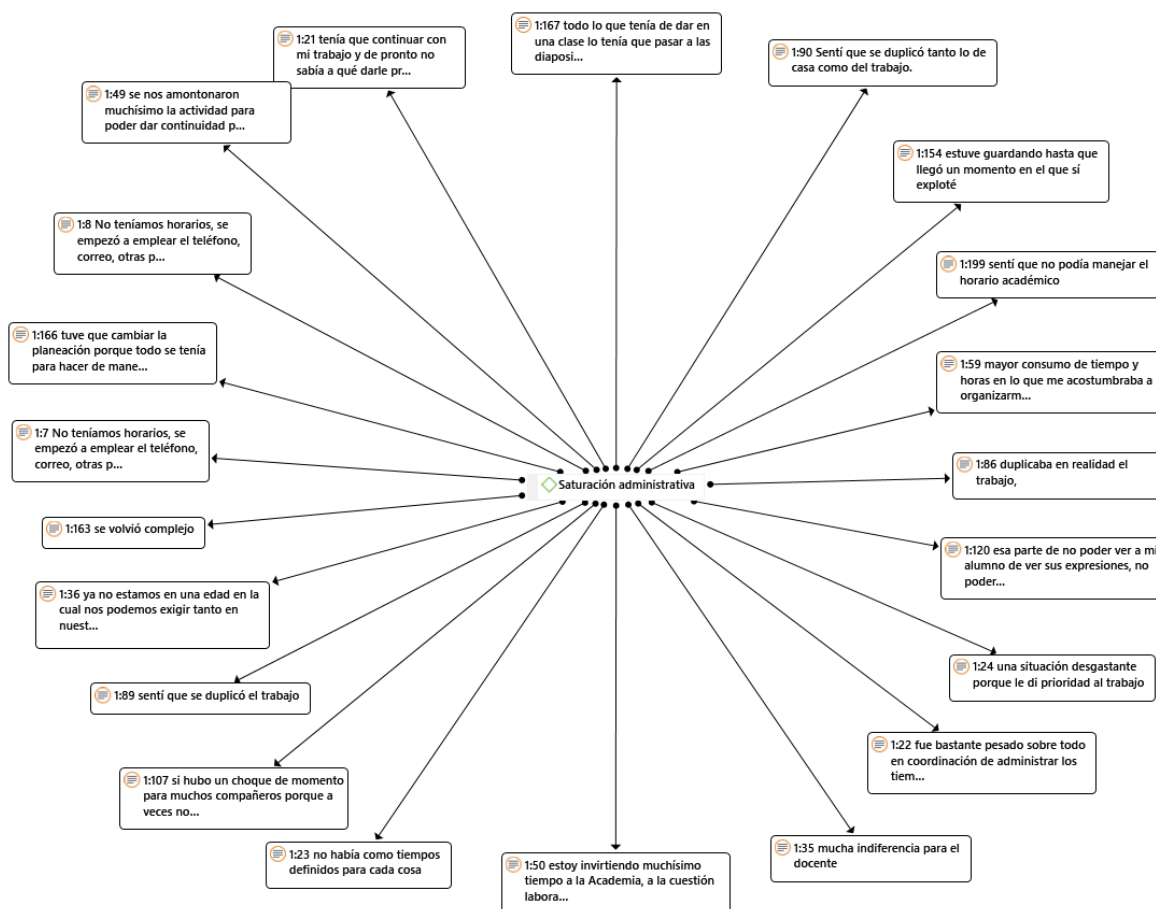 1:167 todo lo que tenía de dar en
una clase lo tenía que pasar a las
diaposi...
1:21 tenía que continuar con
mi trabajo y de pronto no
sabía a qué darle pr...
1:90 Sentí que se duplicó tanto lo de
casa como del trabajo.
1:49 se nos amontonaron
muchísimo la actividad para
poder dar continuidad p...
1:154 estuve guardando hasta que
llegó un momento en el que sí
exploté
1:8 No teníamos horarios, se
empezó a emplear el teléfono,
correo, otras p...
1:199 sentí que no podía manejar el
horario académico
1:166 tuve que cambiar la
planeación porque todo se tenía
para hacer de mane...
1:59 mayor consumo de tiempo y
horas en lo que me acostumbraba a
organizarm...
1:7 No teníamos horarios, se
empezó a emplear el teléfono,
correo, otras p...
1:86 duplicaba en realidad el
trabajo,
Saturación administrativa
1:163 se volvió complejo
1:120 esa parte de no poder ver a mi
alumno de ver sus expresiones, no
poder...
1:36 ya no estamos en una edad en la
cual nos podemos exigir tanto en
nuest...
1:24 una situación desgastante
porque le di prioridad al trabajo
1:89 sentí que se duplicó el trabajo
1:22 fue bastante pesado sobre todo
en coordinación de administrar los
tiem...
1:107 si hubo un choque de momento
para muchos compañeros porque a
veces no...
1:35 mucha indiferencia para el
docente
1:23 no había como tiempos
definidos para cada cosa
1:50 estoy invirtiendo muchísimo
tiempo a la Academia, a la cuestión
labora...